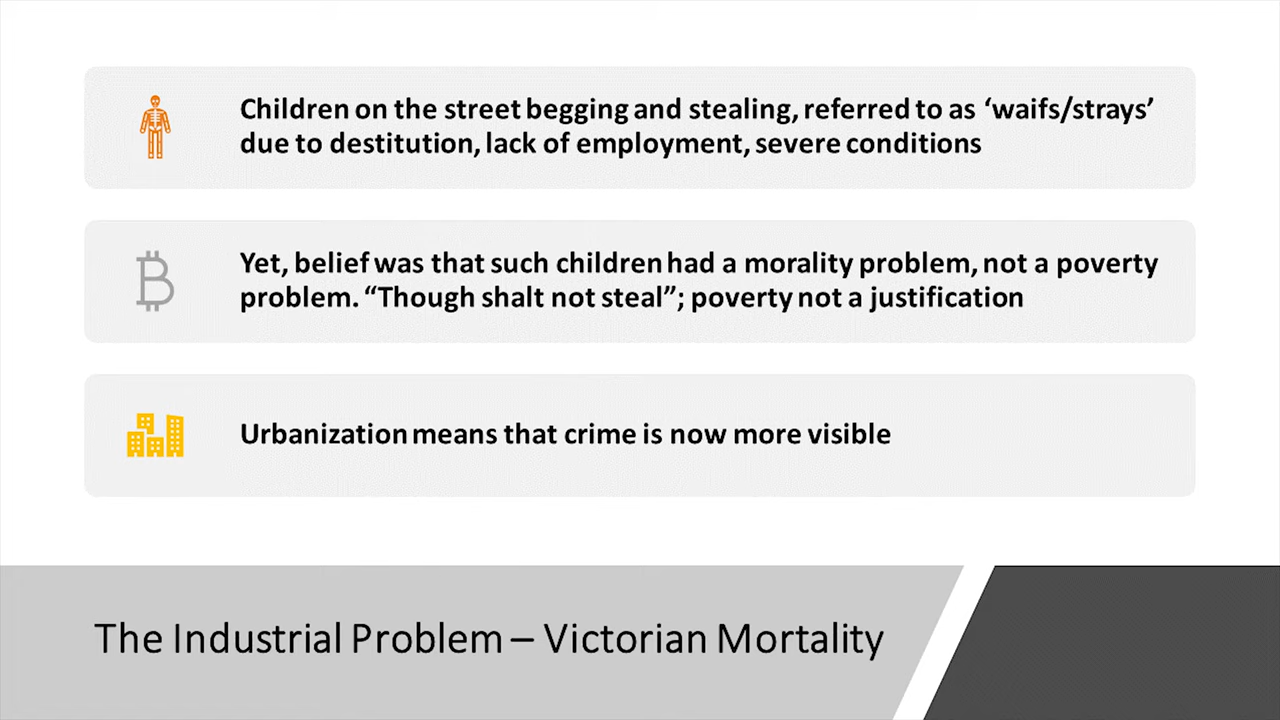 Children on the street begging and stealing, referred to as ‘waifs/strays’
due to destitution, lack of employment, severe conditions
Yet, belief was that such children had a morality problem, not a poverty
problem. “Though shalt not steal”; poverty not a justification
Urbanization means that crime is now more visible
The Industrial Problem – Victorian Mortality